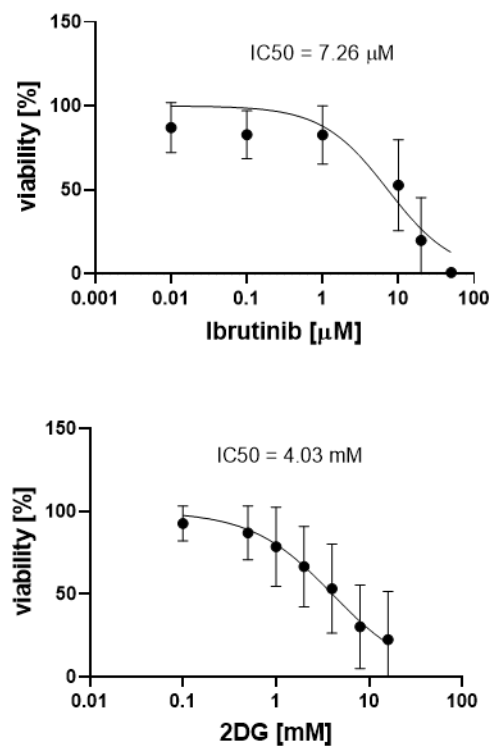 150
IC50 = 7.26 μM
100
50
0
viability [%]
0.001 0.01 0.1 1 10 100
Ibrutinib [μM]
150
IC50 = 4.03 mM
100
50
0
viability [%]
0.01 0.1 1 10 100
2DG [mM]